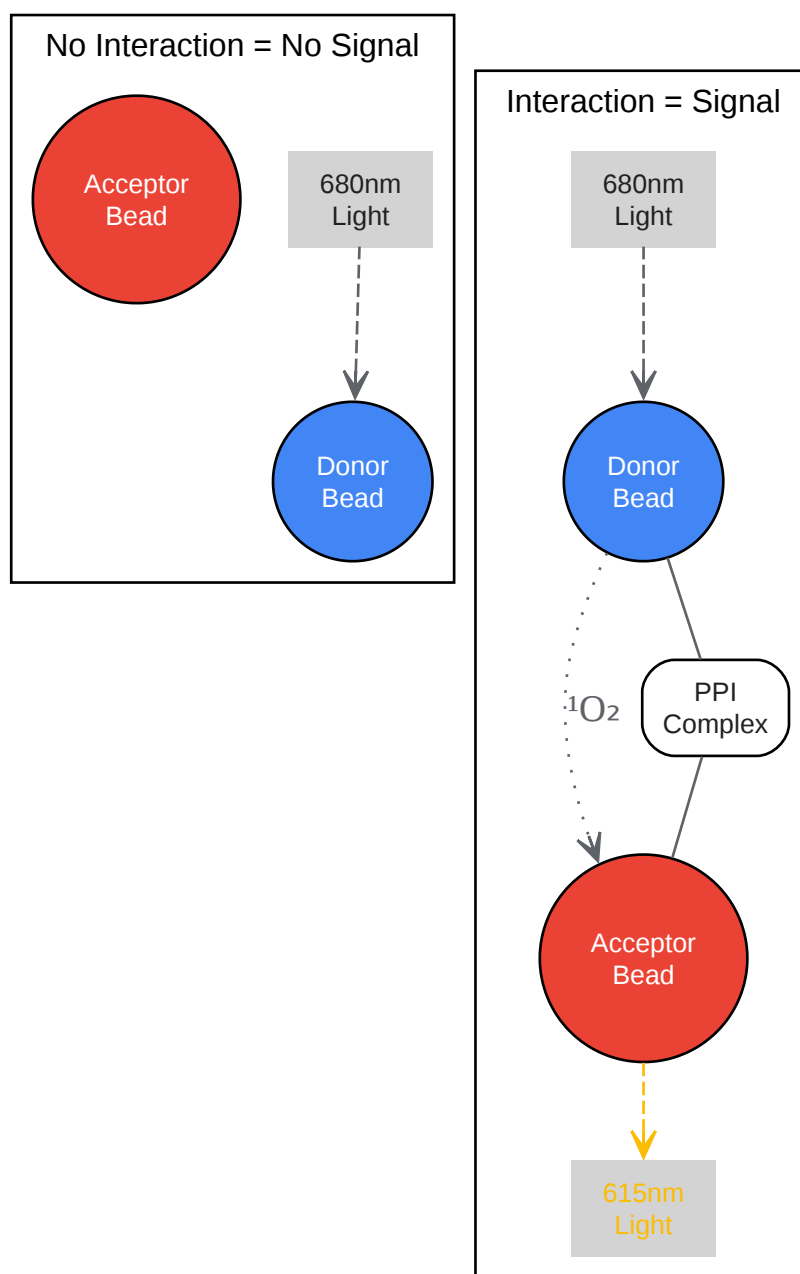 No Interaction = No Signal
Acceptor
Bead
680nm
Light
Donor
Bead
Interaction = Signal
680nm
Light
Donor
Bead
¹O₂
PPI
Complex
Acceptor
Bead
615nm
Light